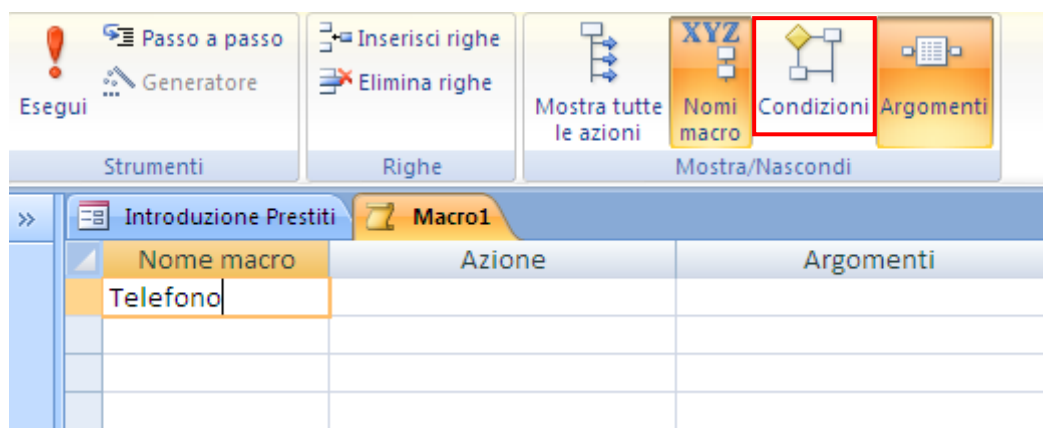 Passo a passo
Generatore
Esegui
Strumenti
Inserisci righe
Elimina righe
Righe
Mostra tutte
le azioni
XYZ
Nomi
macro
Condizioni
Argomenti
Mostra/Nascondi
»
Introduzione Prestiti
Macro1
Nome macro
Azione
Argomenti
Telefono